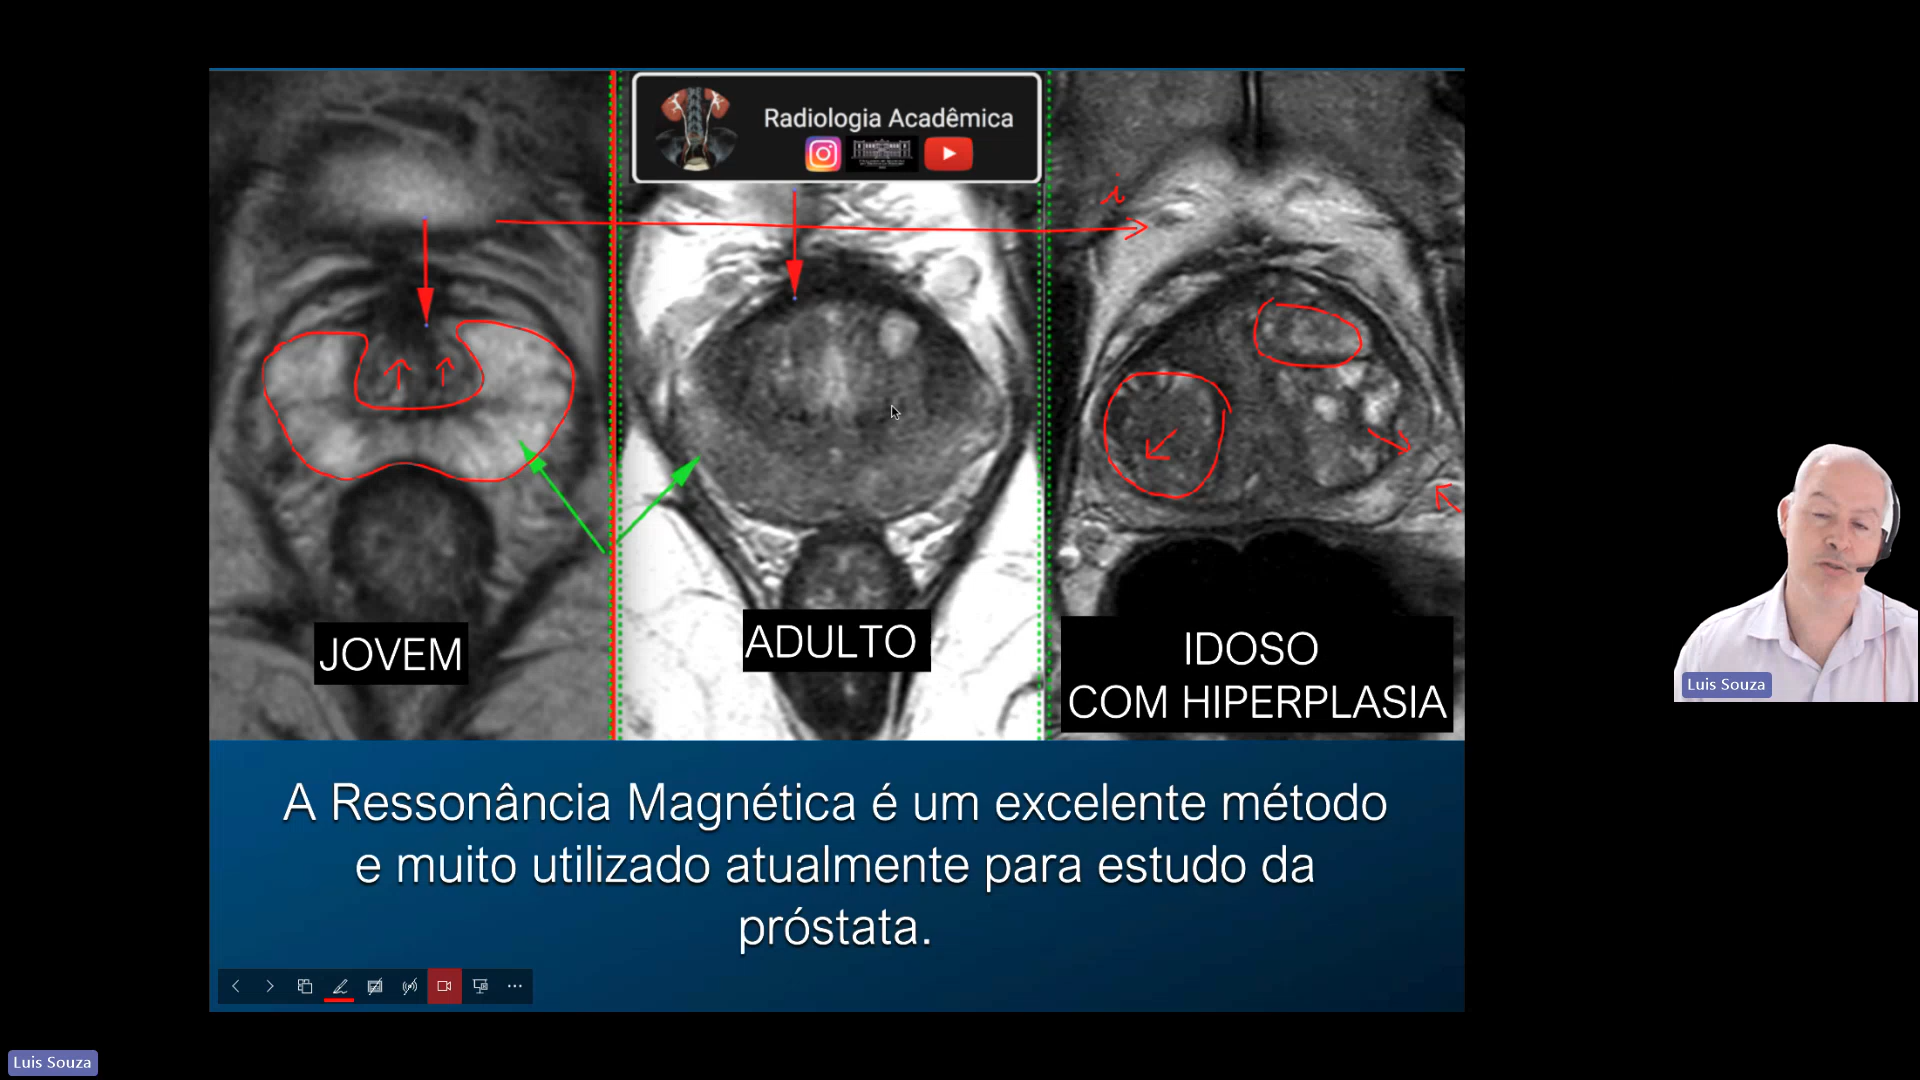 Radiologia Acadêmica
i
JOVEM
ADULTO
IDOSO
COM HIPERPLASIA
A Ressonância Magnética é um excelente método
e muito utilizado atualmente para estudo da
próstata.
Luis Souza
Luis Souza